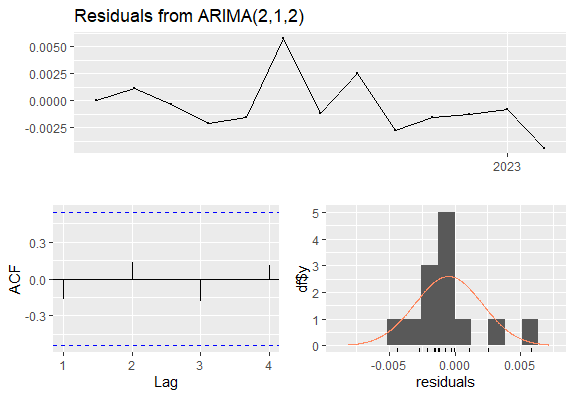 Residuals from ARIMA(2,1,2)
0.0050
0.0025
0.0000
-0.0025
2023
ACF
0.3
0.0
-0.3
1 2 3 4
Lag
df$y
5
4
3
2
1
0
-0.005 0.000 0.005
residuals